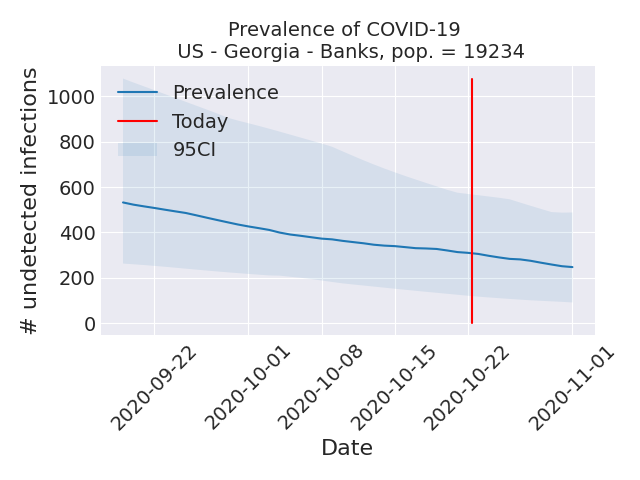 Prevalence of COVID-19
US - Georgia - Banks, pop. = 19234
# undetected infections
1000
800
600
400
200
0
Prevalence
Today
95CI
2020-09-22
2020-10-01
2020-10-08
2020-10-15
2020-10-22
2020-11-01
Date